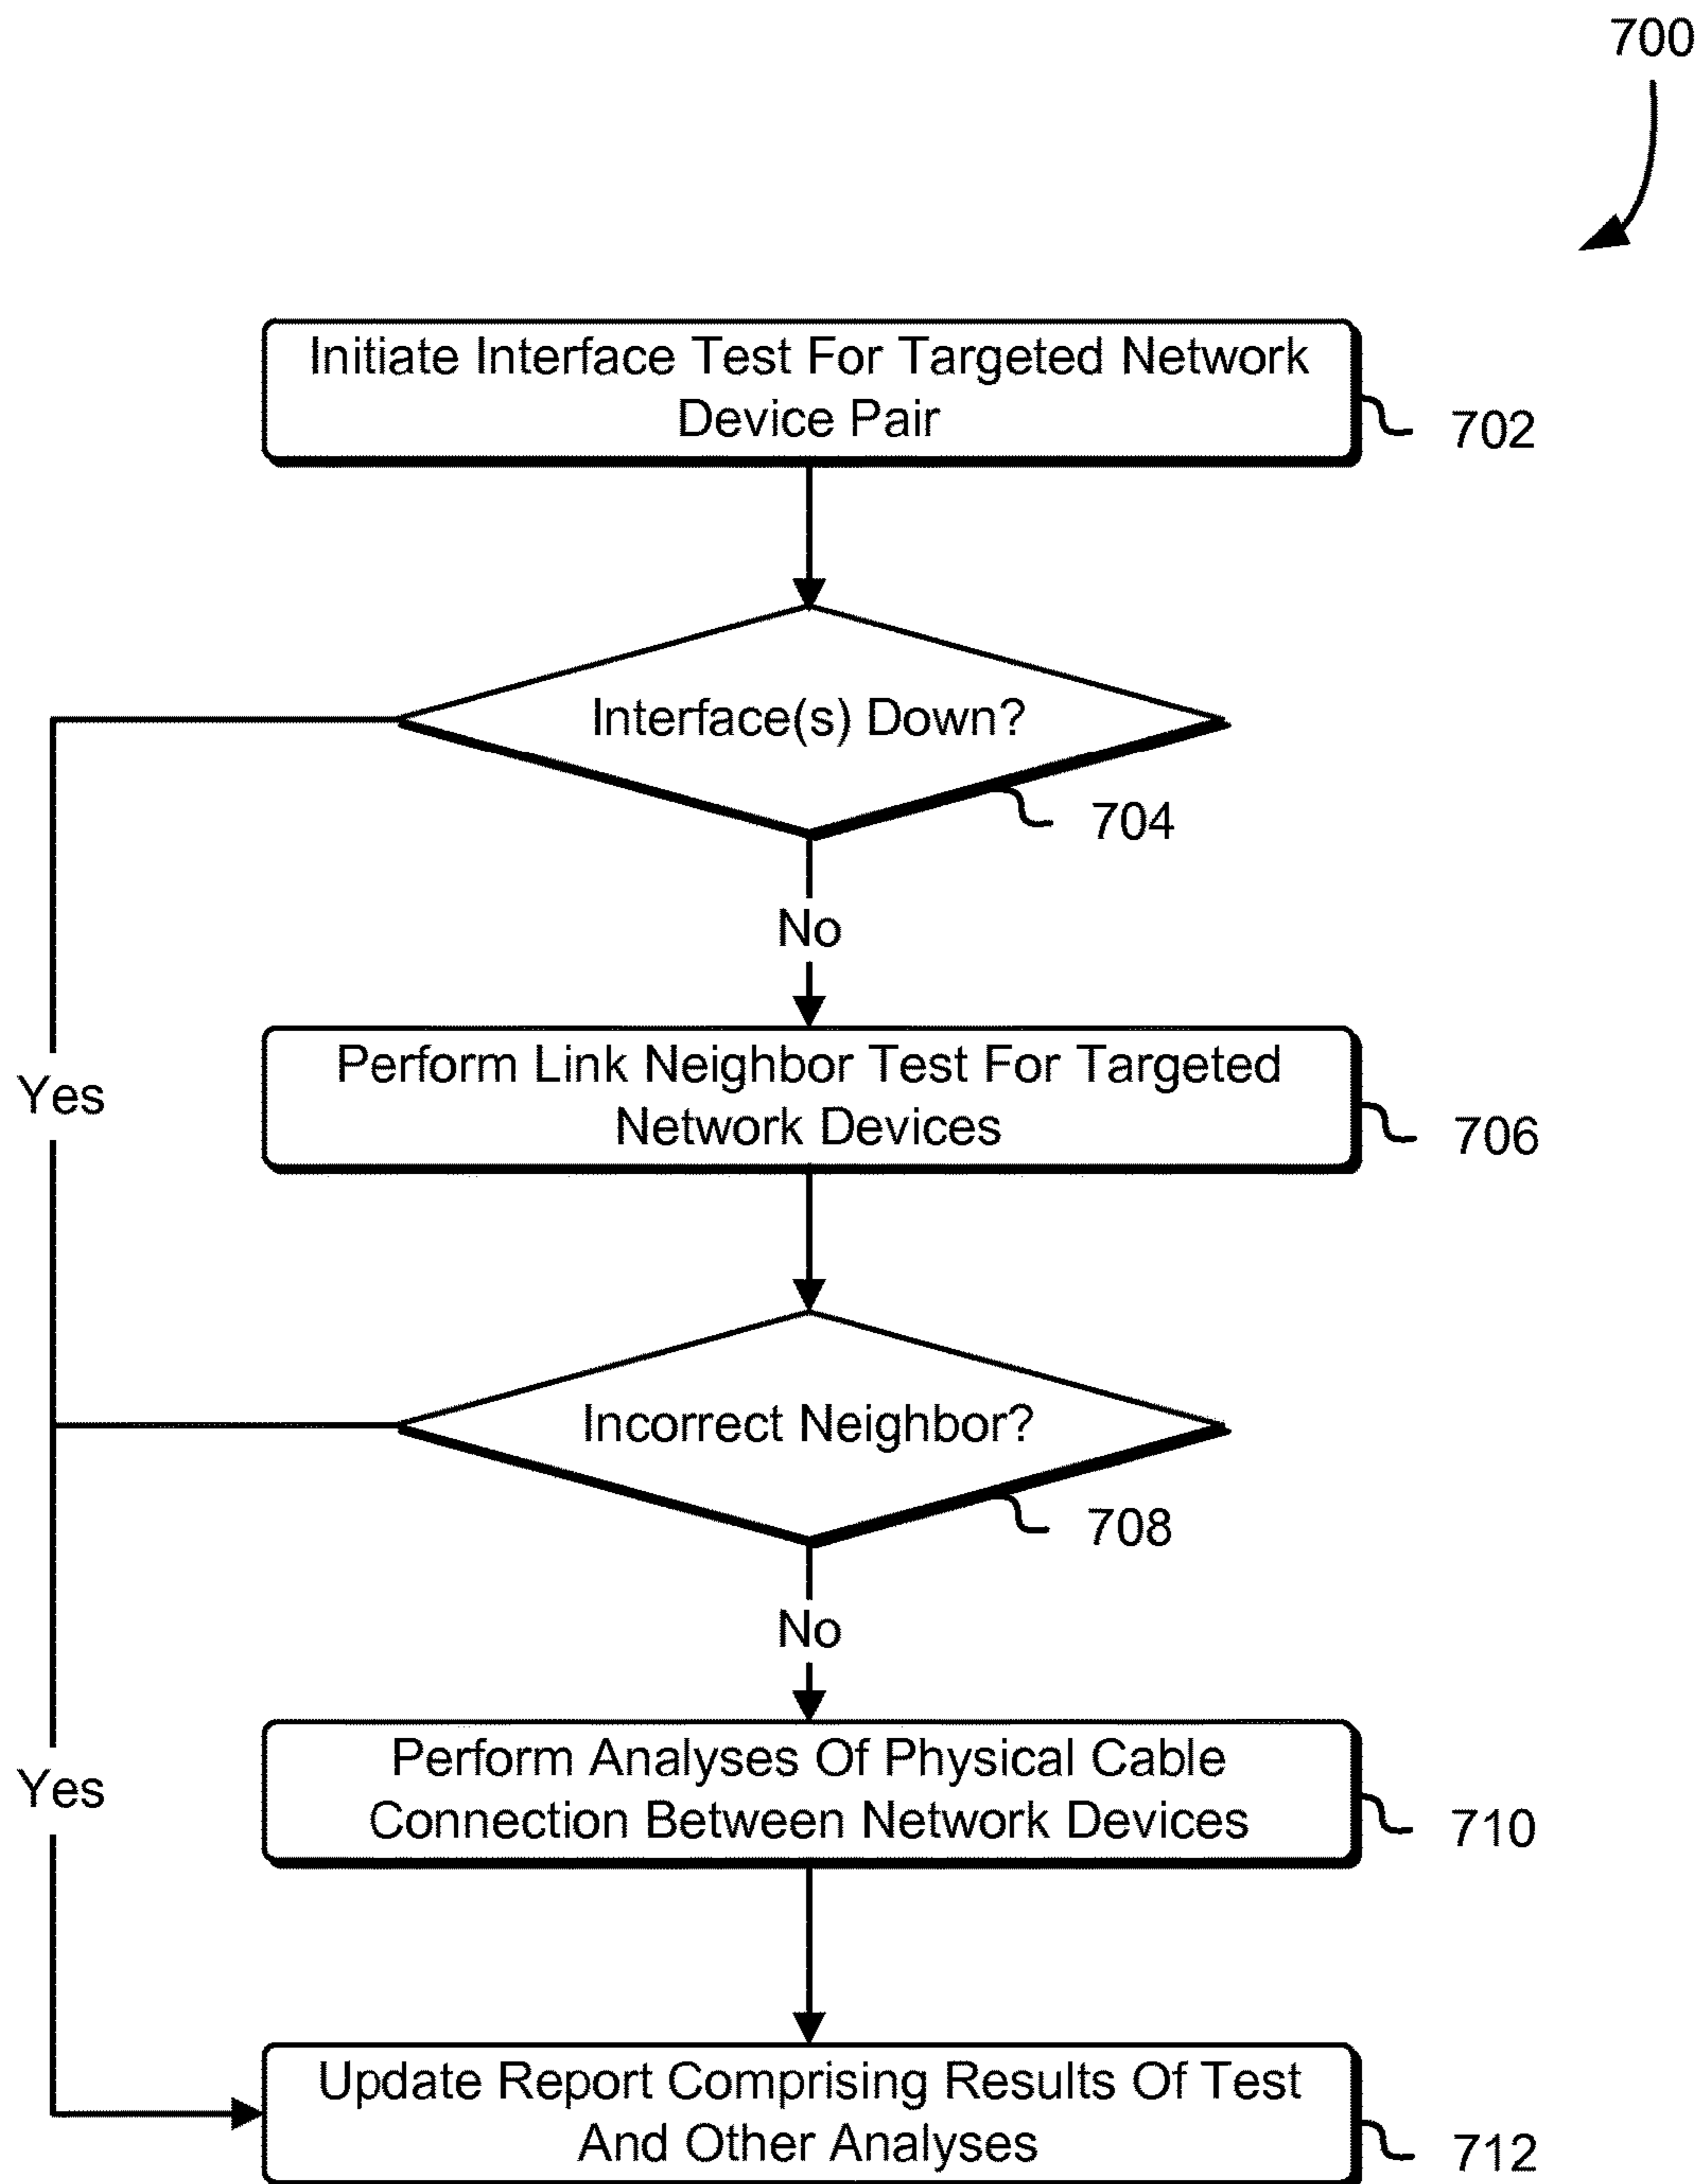 700
Initiate Interface Test For Targeted Network
Device Pair
702
Interface(s) Down?
704
No
Perform Link Neighbor Test For Targeted
Network Devices
706
Yes
Incorrect Neighbor?
708
No
Perform Analyses Of Physical Cable
Connection Between Network Devices
710
Yes
Update Report Comprising Results Of Test
And Other Analyses
712